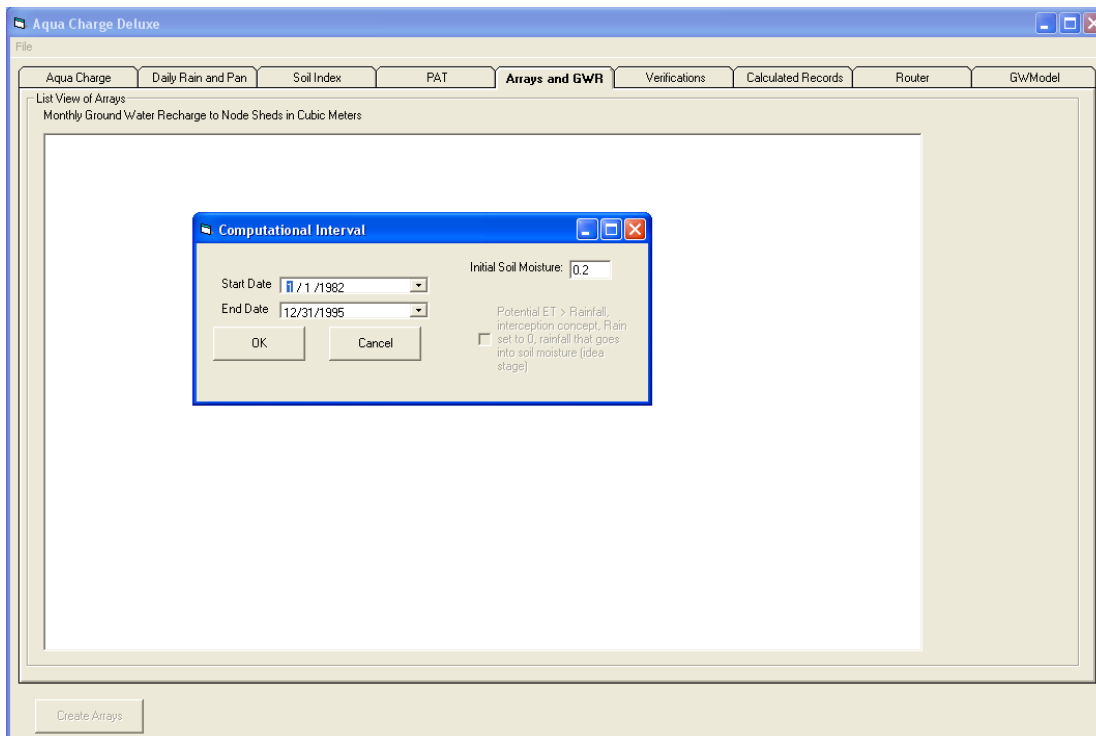 Aqua Charge Deluxe
File
Aqua Charge Daily Rain and Pan Soil Index PAT Arrays and GWR Verifications Calculated Records Router GWModel
List View of Arrays
Monthly Ground Water Recharge to Node Sheds in Cubic Meters
Computational Interval
Initial Soil Moisture: 0.2
Start Date 1 / 1 /1982
End Date 12/31/1995
OK Cancel
Potential ET > Rainfall,
interception concept, Rain
set to 0, rainfall that goes
into soil moisture (idea
stage)
Create Arrays